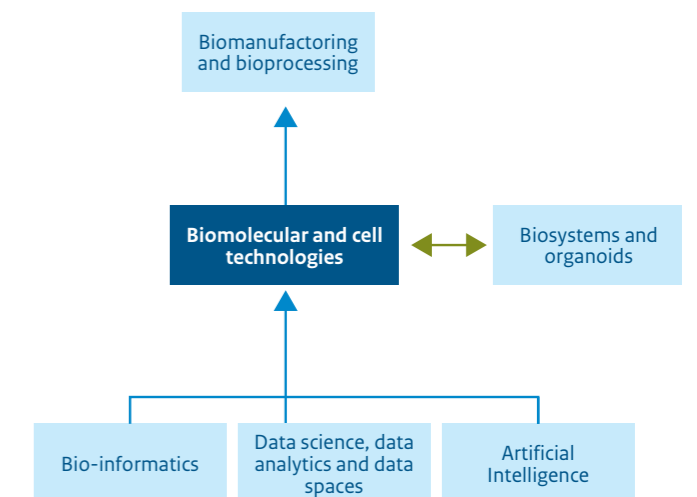 Biomanufactoring
and bioprocessing
Biomolecular and cell
technologies
Biosystems and
organoids
Bio-informatics
Data science, data
analytics and data
spaces
Artificial
Intelligence